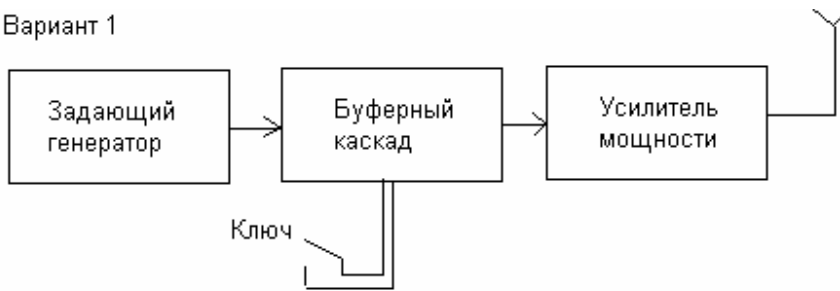 Вариант 1
Задающий
генератор
Буферный
каскад
Усилитель
мощности
Ключ